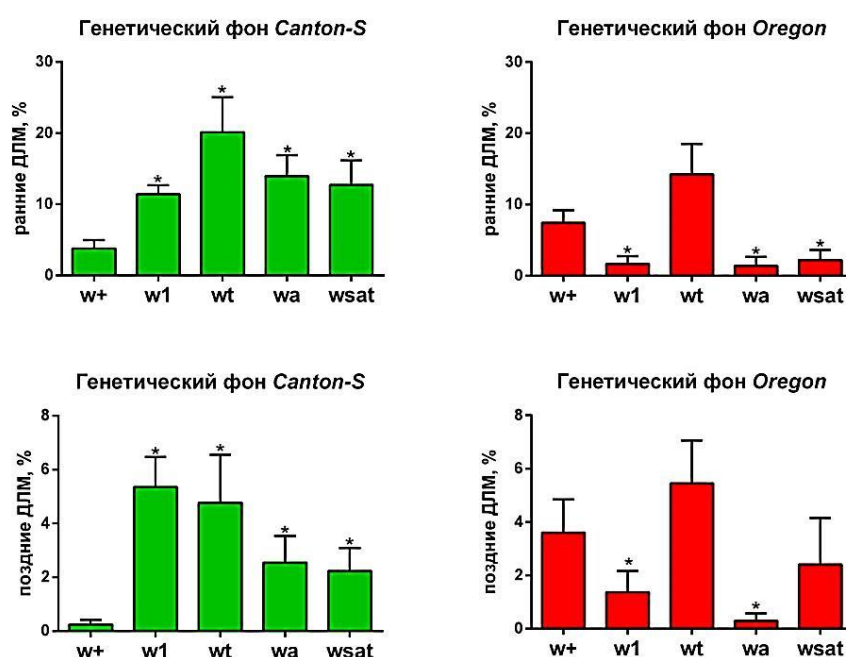 Генетический фон Canton-S
ранние ДЛМ, %
30
20
10
0
*
*
*
*
w+ w1 wt wa wsat
Генетический фон Oregon
ранние ДЛМ, %
30
20
10
0
*
*
*
w+ w1 wt wa wsat
Генетический фон Canton-S
поздние ДЛМ, %
8
6
4
2
0
*
*
*
*
w+ w1 wt wa wsat
Генетический фон Oregon
поздние ДЛМ, %
8
6
4
2
0
*
*
w+ w1 wt wa wsat